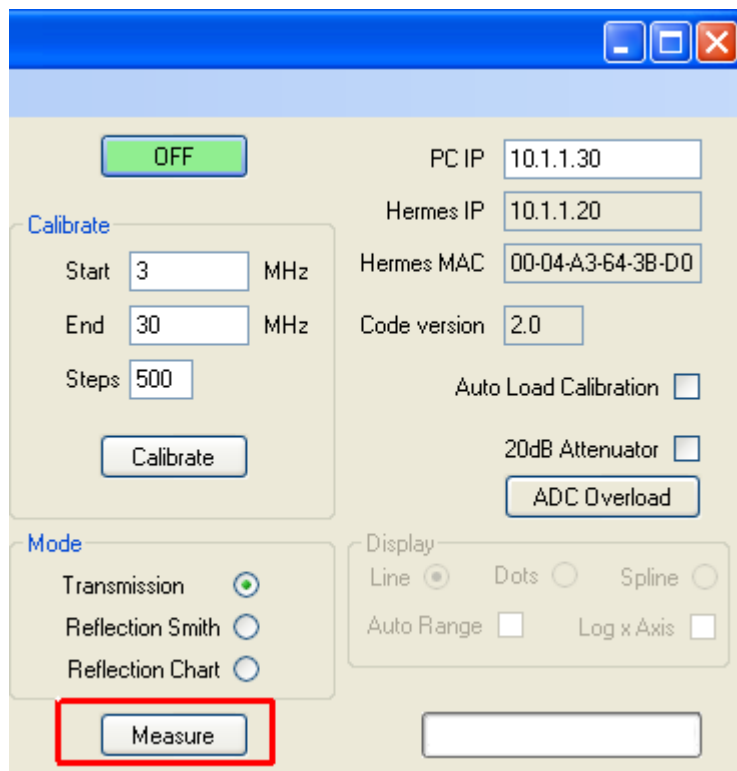 OFF
PC IP 10.1.1.30
Hermes IP 10.1.1.20
Calibrate
Start 3 MHz
Hermes MAC 00-04-A3-64-3B-D0
End 30 MHz
Code version 2.0
Steps 500
Auto Load Calibration
Calibrate
20dB Attenuator
ADC Overload
Mode
Transmission
Reflection Smith
Reflection Chart
Display
Line Dots Spline
Auto Range Log x Axis
Measure